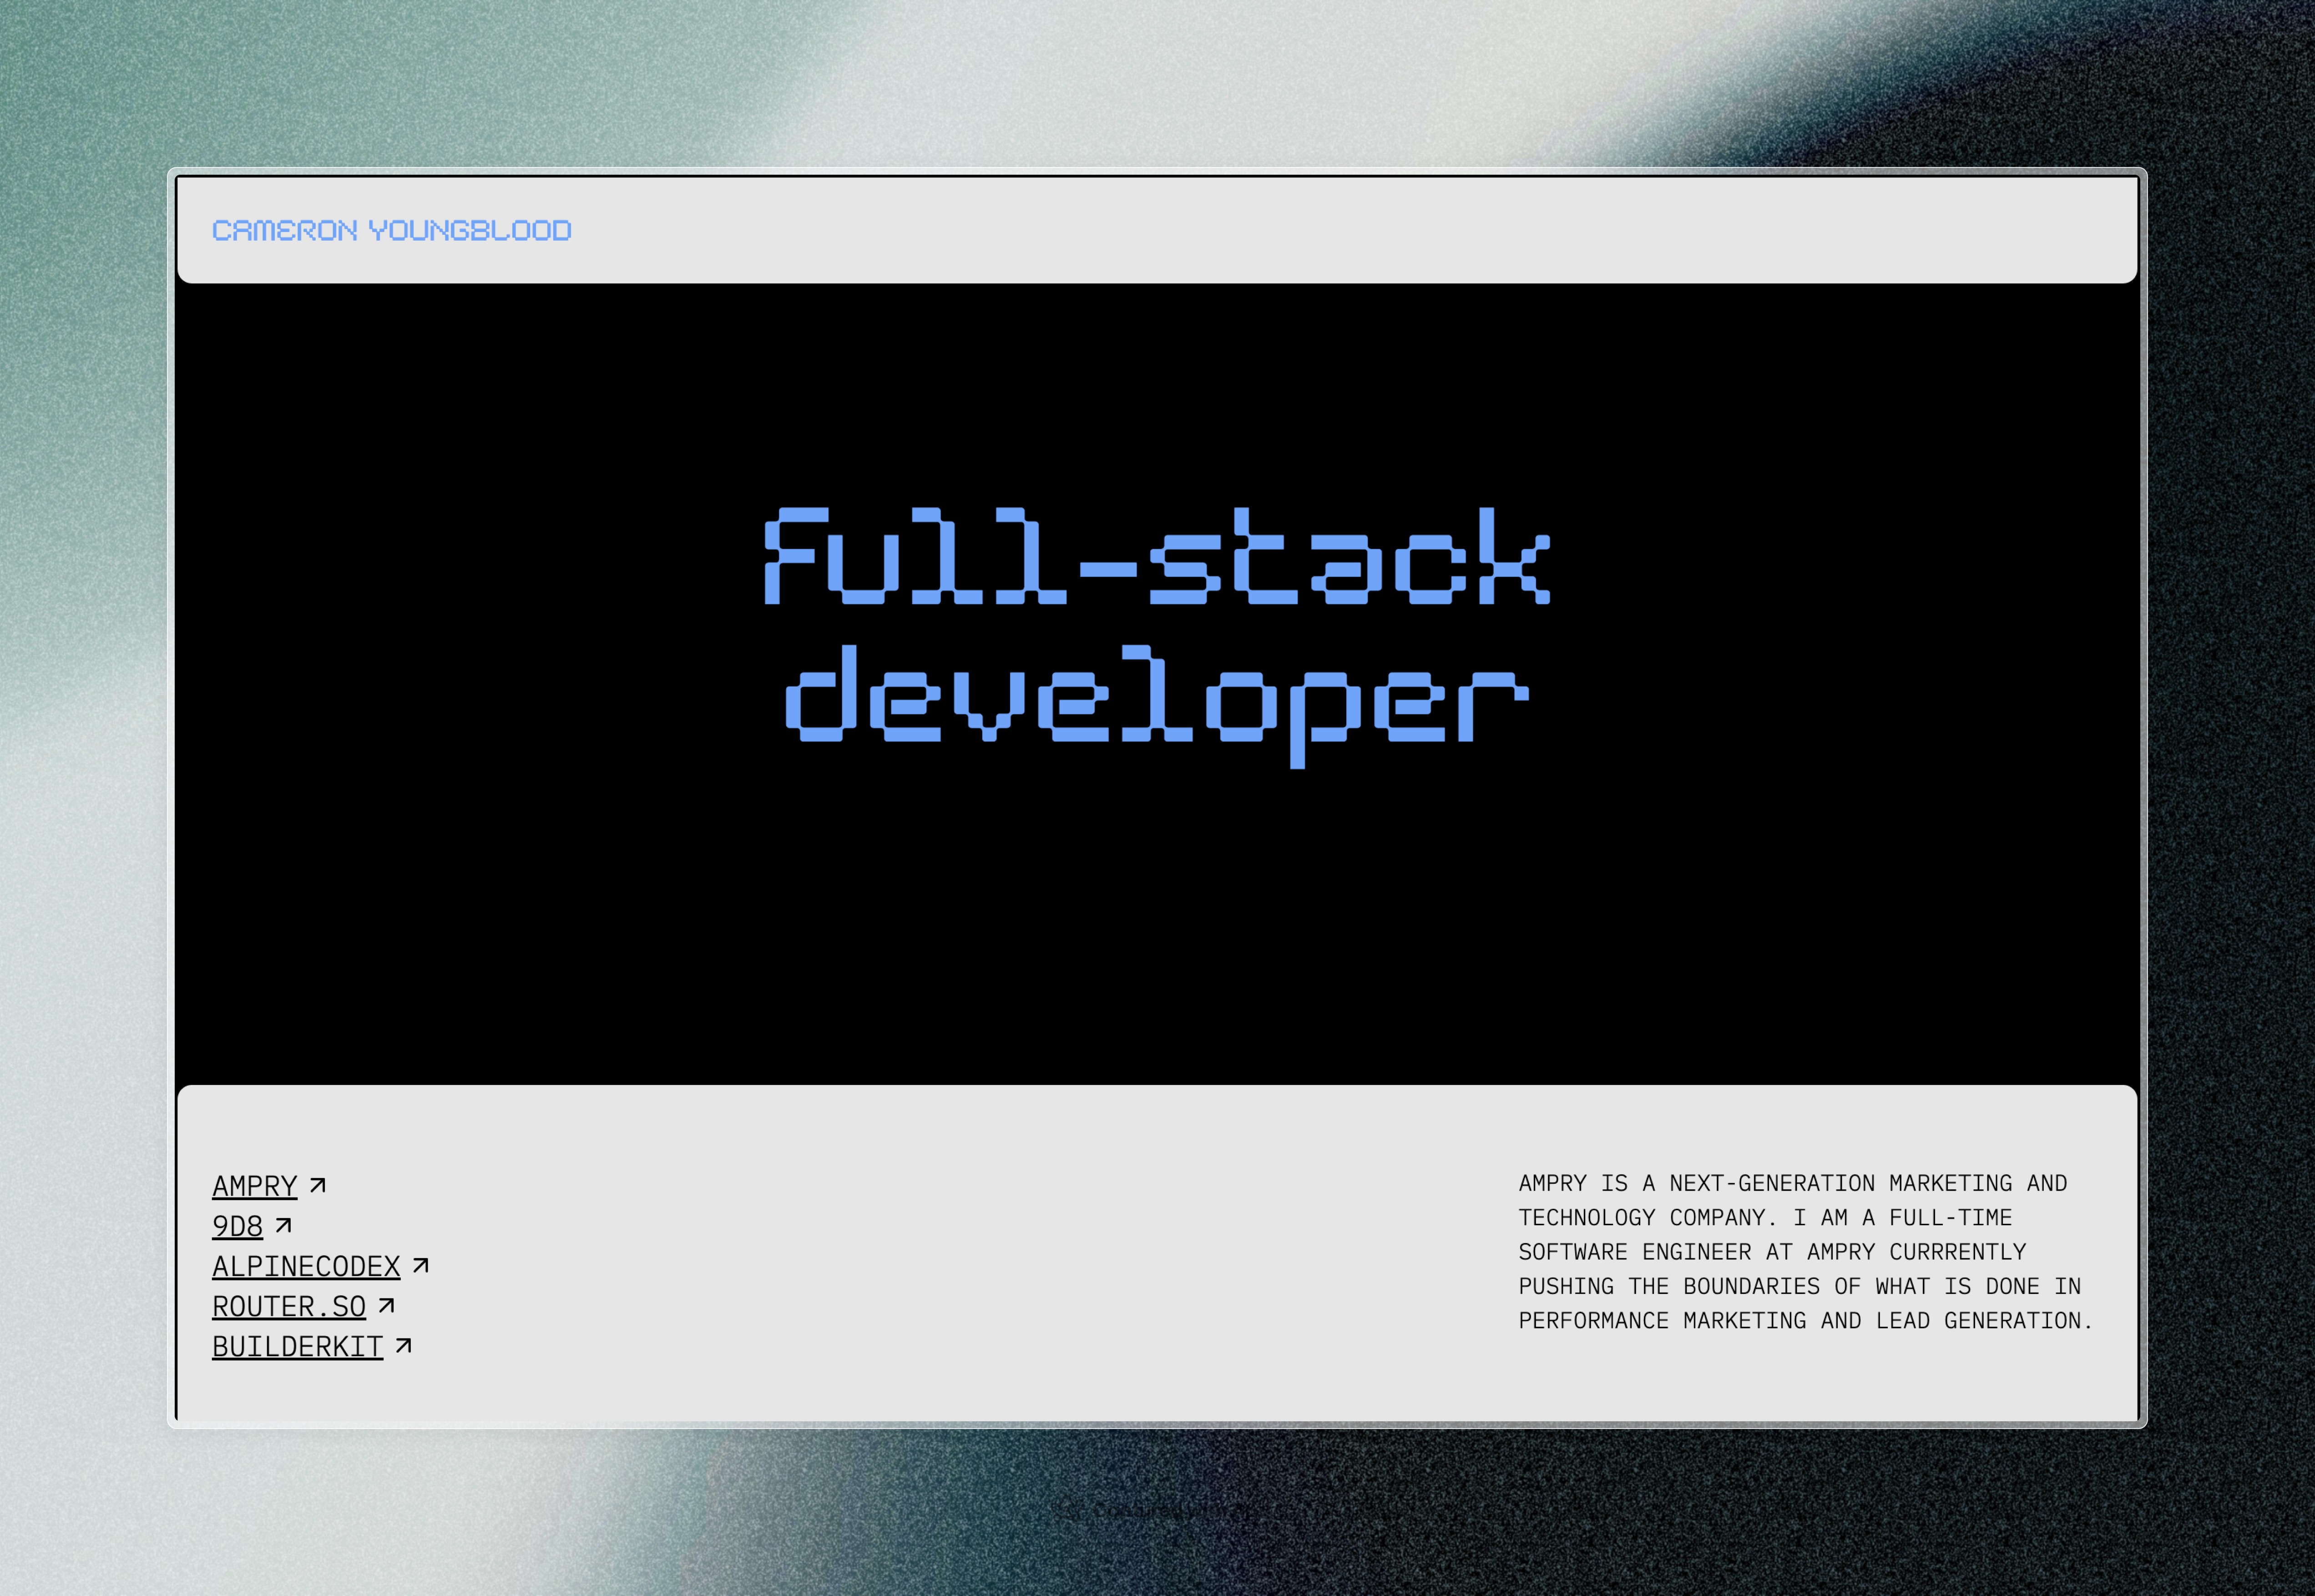 CAMERON YOUNGBLOOD
Full-stack
developer
AMPRY
9D8
ALPINECODEX
ROUTER.SO
BUILDERKIT
AMPRY IS A NEXT-GENERATION MARKETING AND
TECHNOLOGY COMPANY. I AM A FULL-TIME
SOFTWARE ENGINEER AT AMPRY CURRRENTLY
PUSHING THE BOUNDARIES OF WHAT IS DONE IN
PERFORMANCE MARKETING AND LEAD GENERATION.